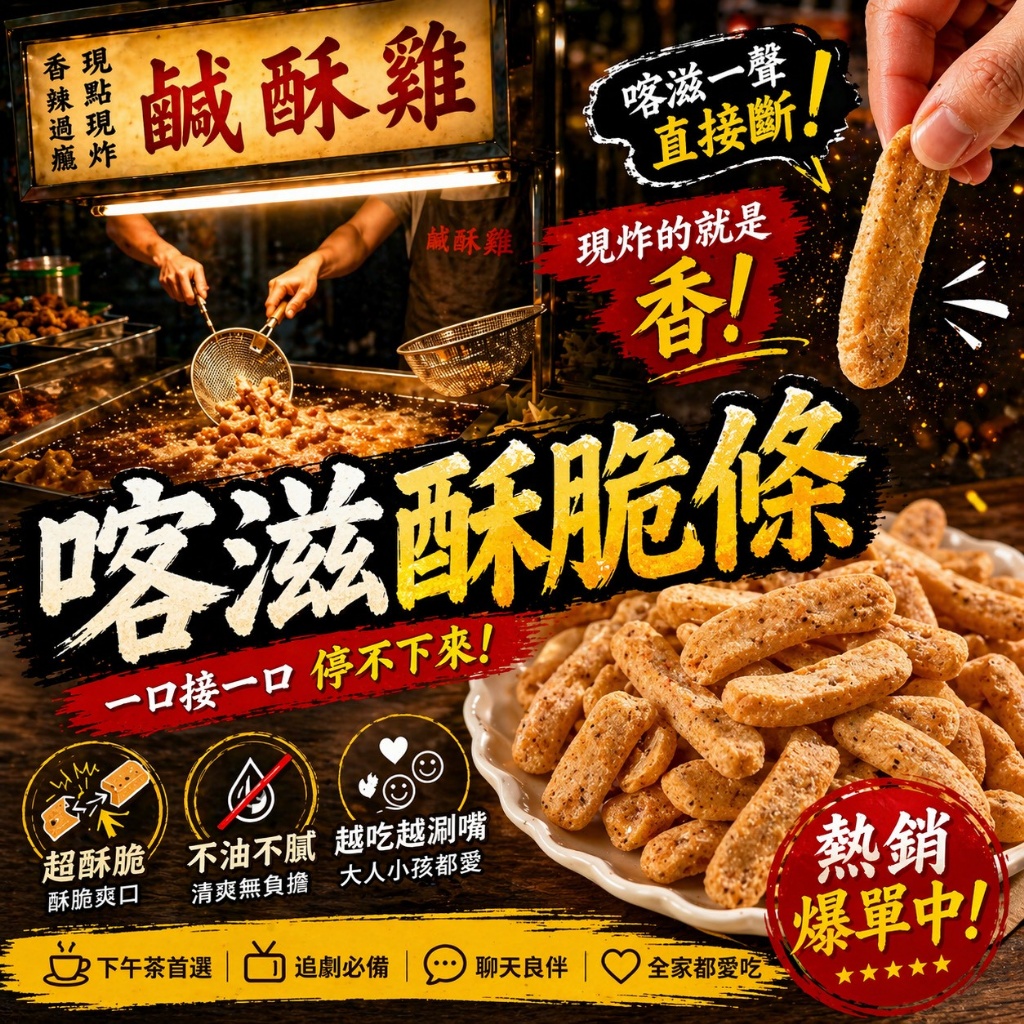 現點現炸
香辣過癮
鹹酥雞
鹹酥雞
喀滋一聲
直接斷!
現炸的就是
香!
喀滋酥脆條
一口接一口 停不下來!
超酥脆
酥脆爽口
不油不膩
清爽無負擔
越吃越涮嘴
大人小孩都愛
熱銷
爆單中!
下午茶首選
追劇必備
聊天良伴
全家都愛吃